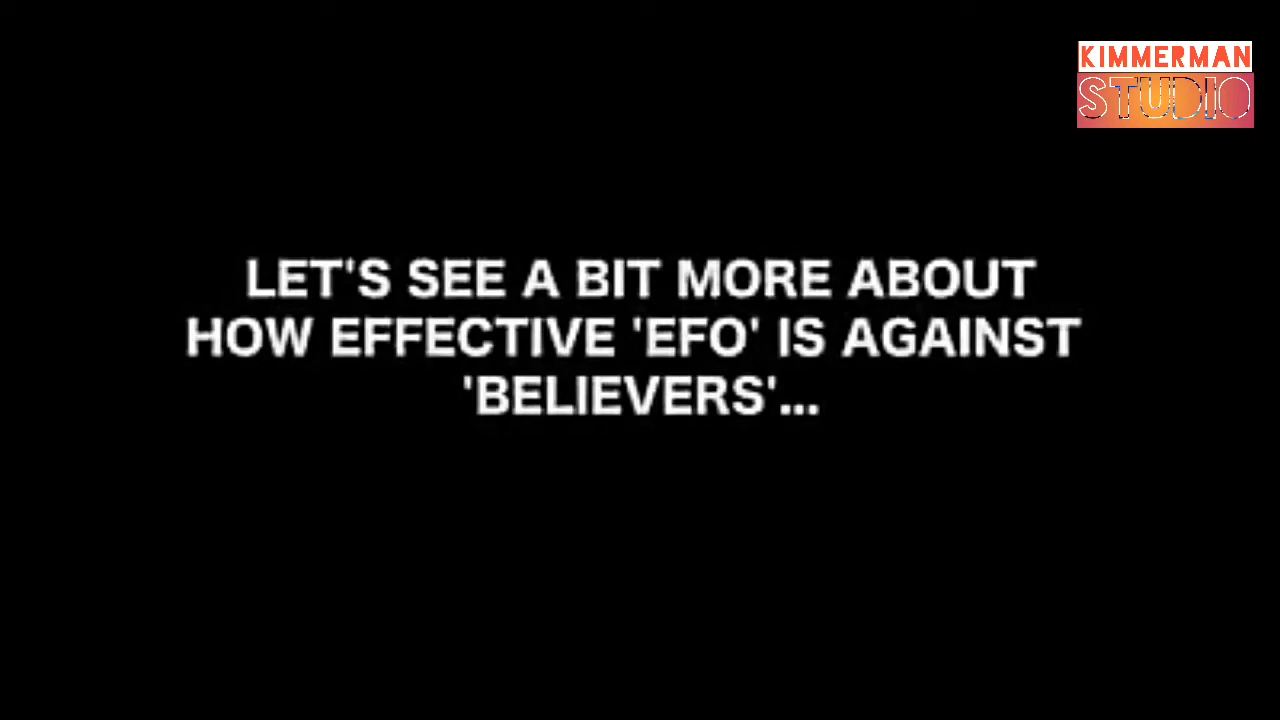 KIMMERMAN
STUDIO
LET'S SEE A BIT MORE ABOUT
HOW EFFECTIVE 'EFO' IS AGAINST
'BELIEVERS'...